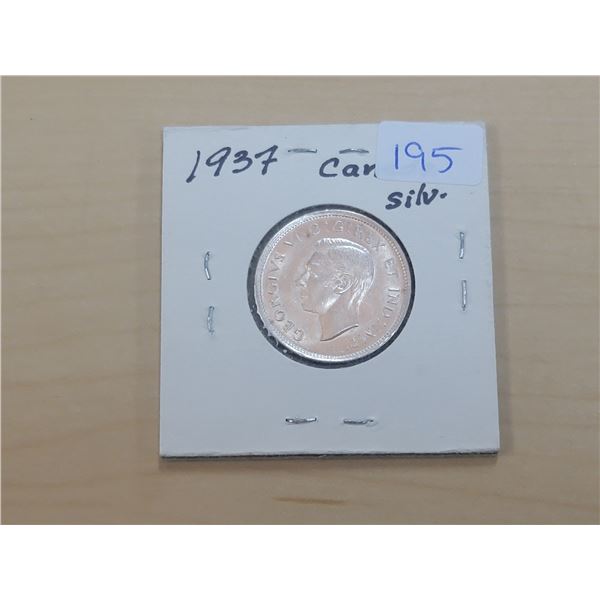 1937 Can 195
silv.
GEORGIVS VI D:G:REX ET IND:IMP: